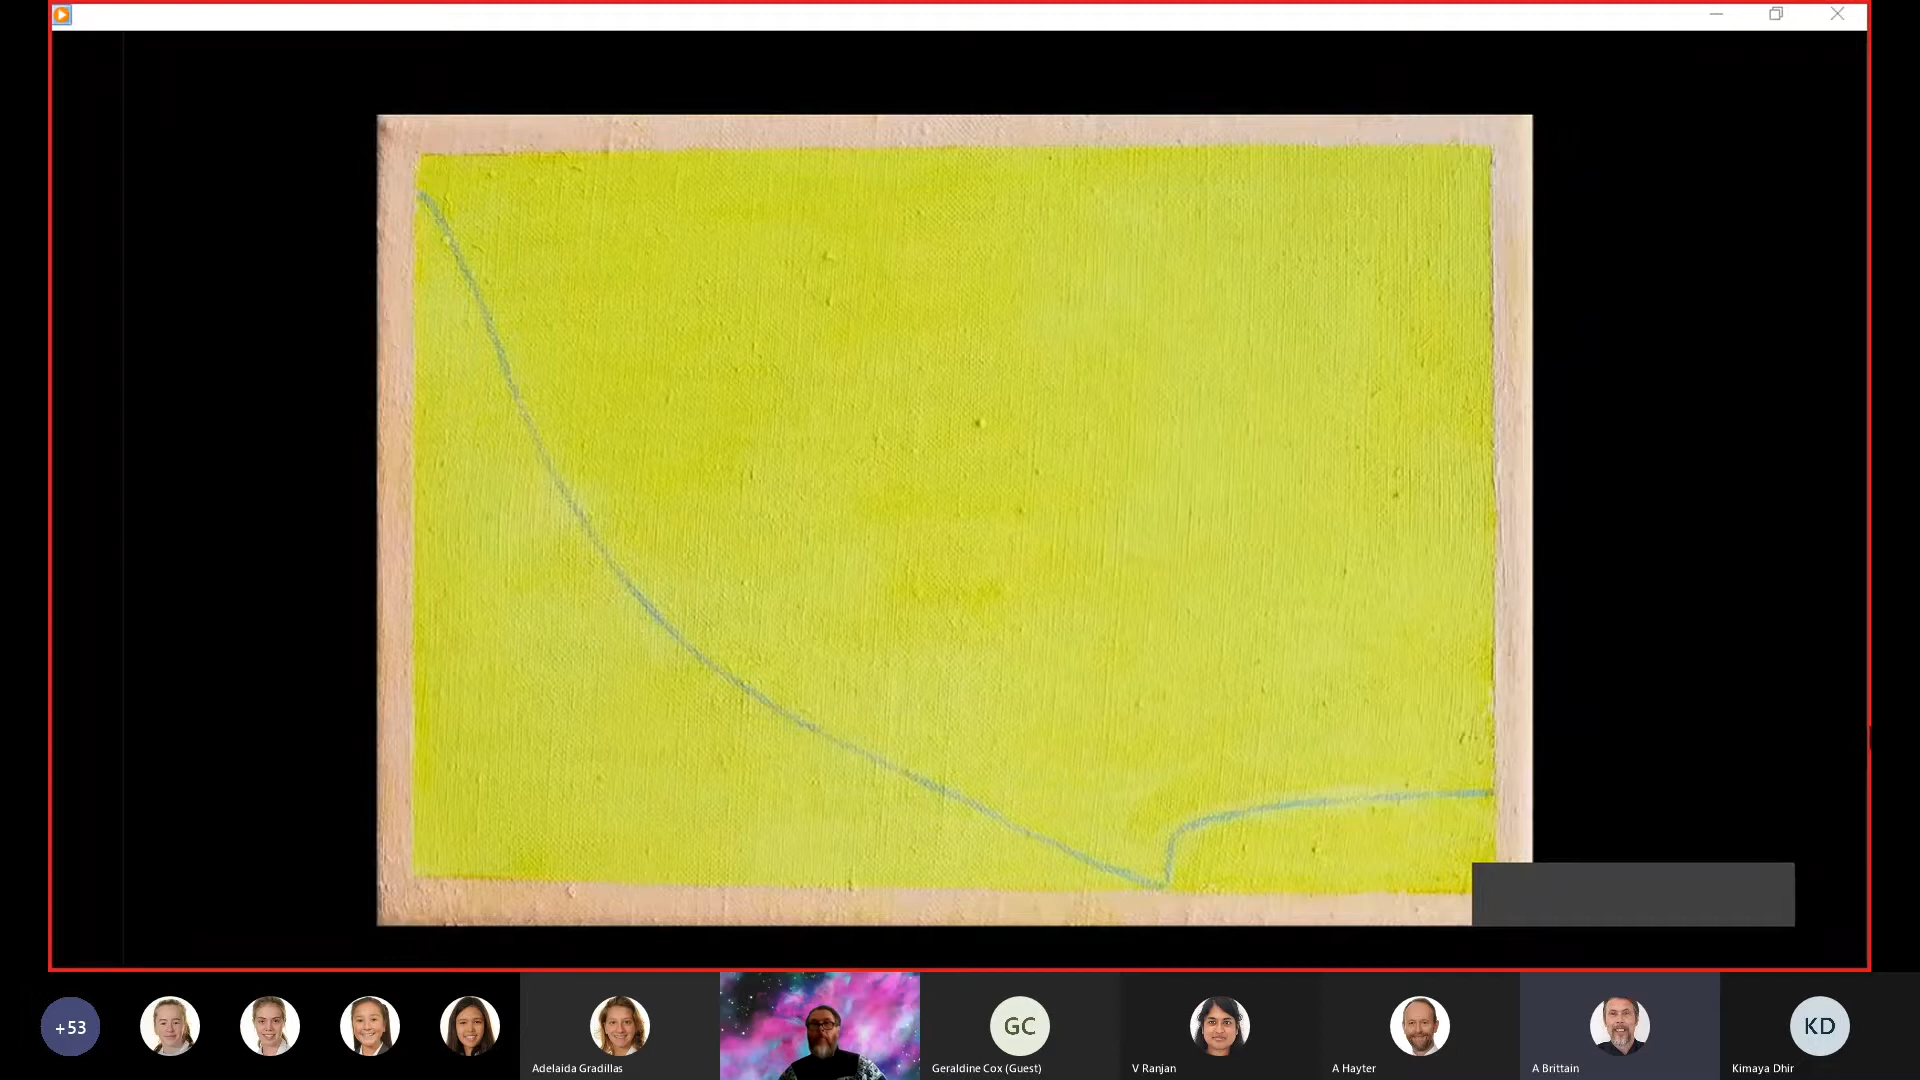 +53
Adelaida Gradillas
GC
Geraldine Cox (Guest)
V Ranjan
A Hayter
A Brittain
KD
Kimaya Dhir